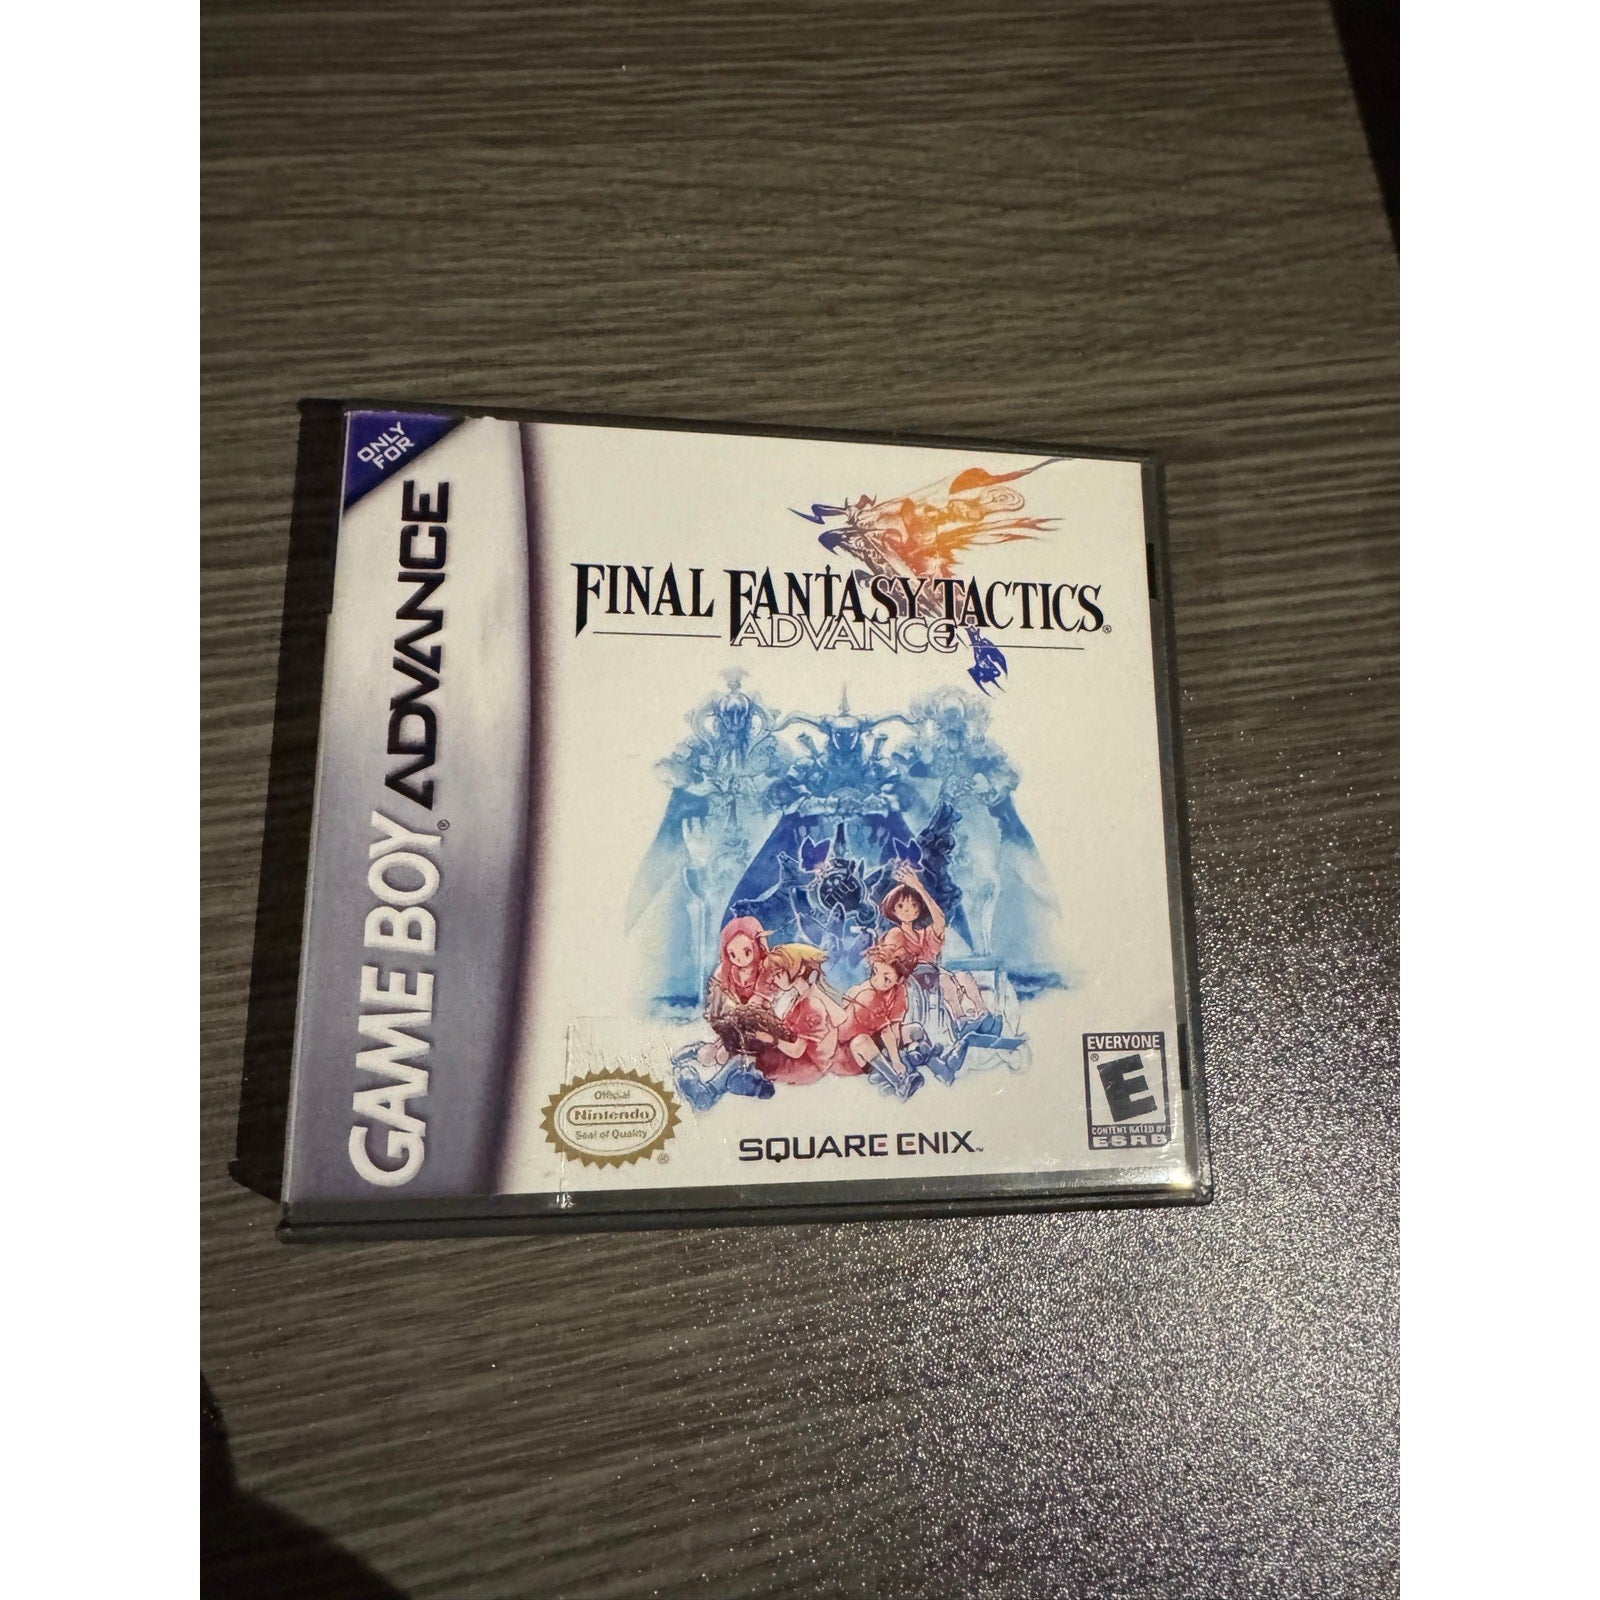 ONLY
FOR
GAME BOY ADVANCE
®
FINAL FANTASY TACTICS®
ADVANCE
Official
Nintendo
Seal of Quality
®
SQUARE ENIX™
EVERYONE
®
E
CONTENT RATED BY
ESRB